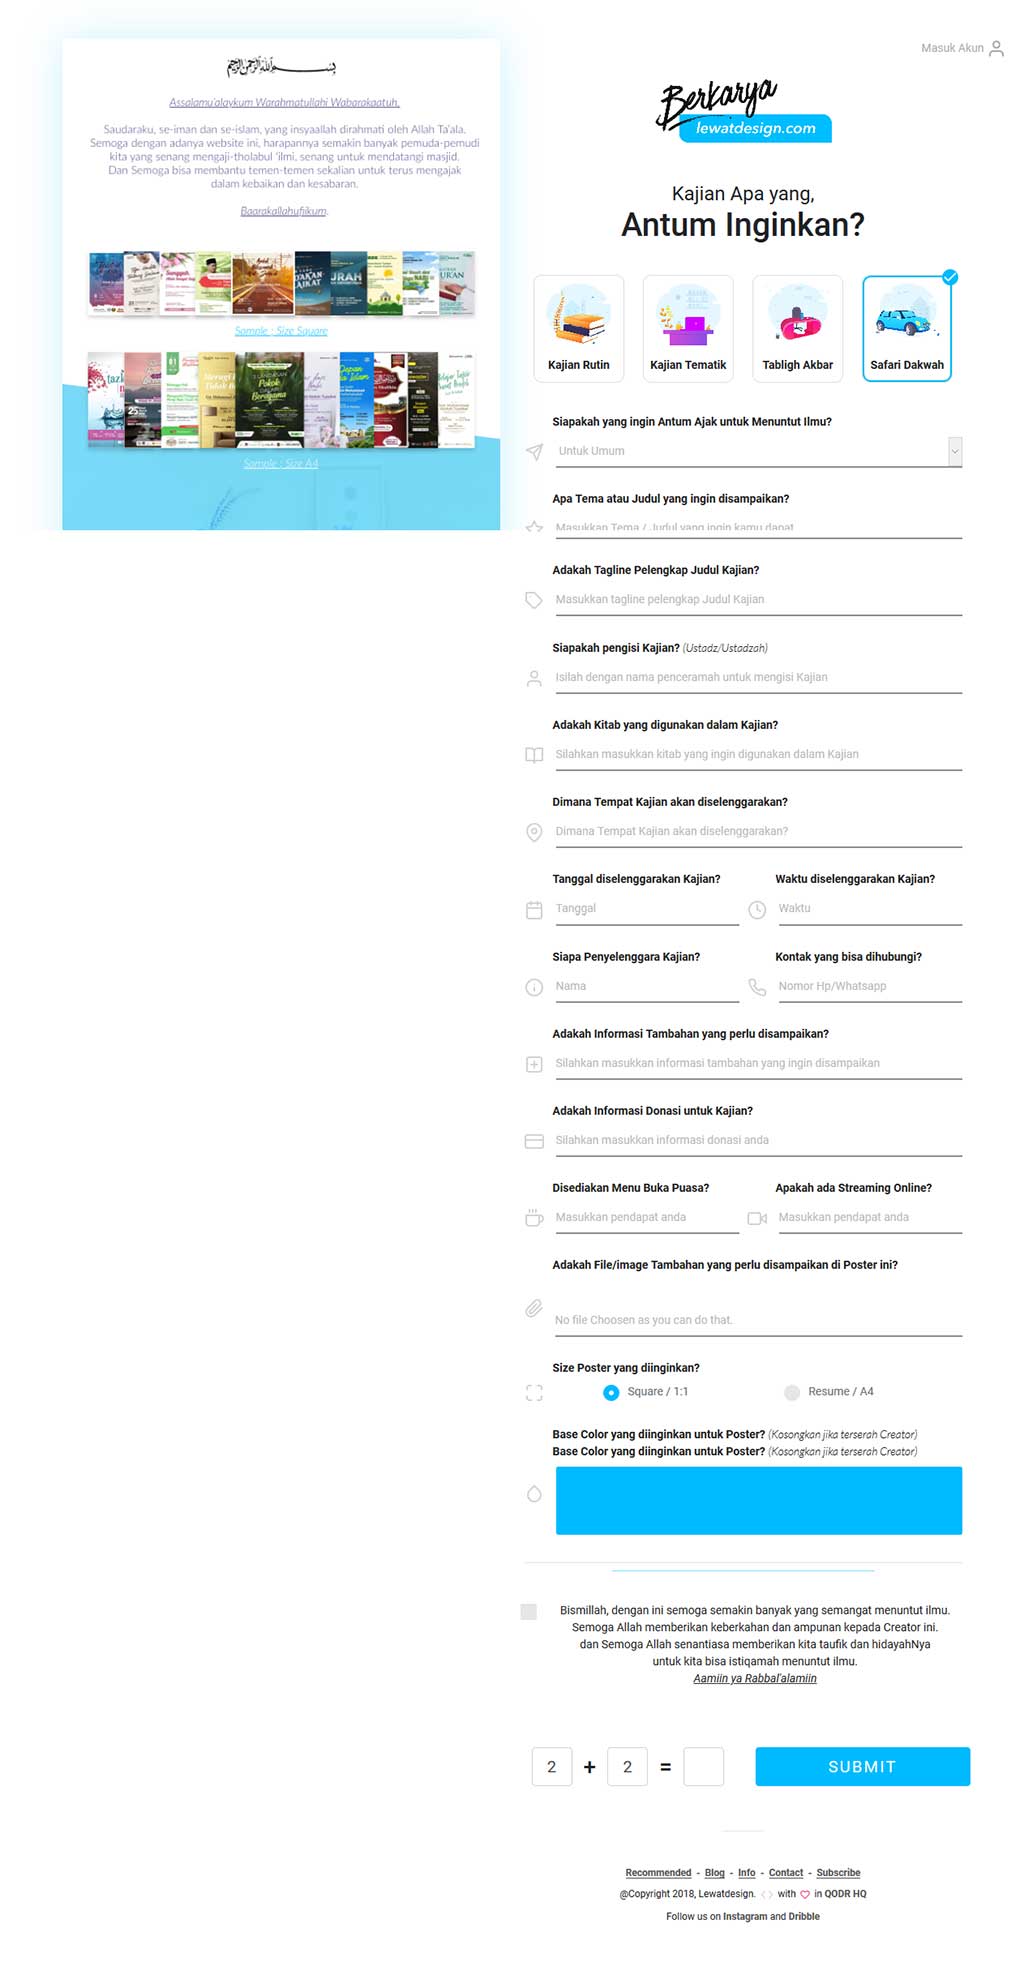 بسم الله الرحمن الرحيم
Assalamu'alaykum Warahmatullahi Wabarakaatuh,
Saudaraku, se-iman dan se-islam, yang insyaallah dirahmati oleh Allah Ta'ala.
Semoga dengan adanya website ini, harapannya semakin banyak pemuda-pemudi
kita yang senang mengaji-tholabul 'ilmi, senang untuk mendatangi masjid.
Dan Semoga bisa membantu temen-temen sekalian untuk terus mengajak
dalam kebaikan dan kesabaran.
Baarakallahufiikum.
Sample ; Size Square
Sample ; Size A4
Masuk Akun
Berkarya
lewatdesign.com
Kajian Apa yang,
Antum Inginkan?
Kajian Rutin
Kajian Tematik
Tabligh Akbar
Safari Dakwah
Siapakah yang ingin Antum Ajak untuk Menuntut Ilmu?
Untuk Umum
Apa Tema atau Judul yang ingin disampaikan?
Masukkan Tema / Judul yang ingin kamu dapat
Adakah Tagline Pelengkap Judul Kajian?
Masukkan tagline pelengkap Judul Kajian
Siapakah pengisi Kajian? (Ustadz/Ustadzah)
Isilah dengan nama penceramah untuk mengisi Kajian
Adakah Kitab yang digunakan dalam Kajian?
Silahkan masukkan kitab yang ingin digunakan dalam Kajian
Dimana Tempat Kajian akan diselenggarakan?
Dimana Tempat Kajian akan diselenggarakan?
Tanggal diselenggarakan Kajian? Waktu diselenggarakan Kajian?
Tanggal Waktu
Siapa Penyelenggara Kajian? Kontak yang bisa dihubungi?
Nama Nomor Hp/Whatsapp
Adakah Informasi Tambahan yang perlu disampaikan?
Silahkan masukkan informasi tambahan yang ingin disampaikan
Adakah Informasi Donasi untuk Kajian?
Silahkan masukkan informasi donasi anda
Disediakan Menu Buka Puasa? Apakah ada Streaming Online?
Masukkan pendapat anda Masukkan pendapat anda
Adakah File/image Tambahan yang perlu disampaikan di Poster ini?
No file Choosen as you can do that.
Size Poster yang diinginkan?
Square / 1:1 Resume / A4
Base Color yang diinginkan untuk Poster? (Kosongkan jika terserah Creator)
Base Color yang diinginkan untuk Poster? (Kosongkan jika terserah Creator)
Bismillah, dengan ini semoga semakin banyak yang semangat menuntut ilmu.
Semoga Allah memberikan keberkahan dan ampunan kepada Creator ini.
dan Semoga Allah senantiasa memberikan kita taufik dan hidayahNya
untuk kita bisa istiqamah menuntut ilmu.
Aamiin ya Rabbal'alamiin
2 + 2 = SUBMIT
Recommended - Blog - Info - Contact - Subscribe
@Copyright 2018, Lewatdesign. with in QODR HQ
Follow us on Instagram and Dribble